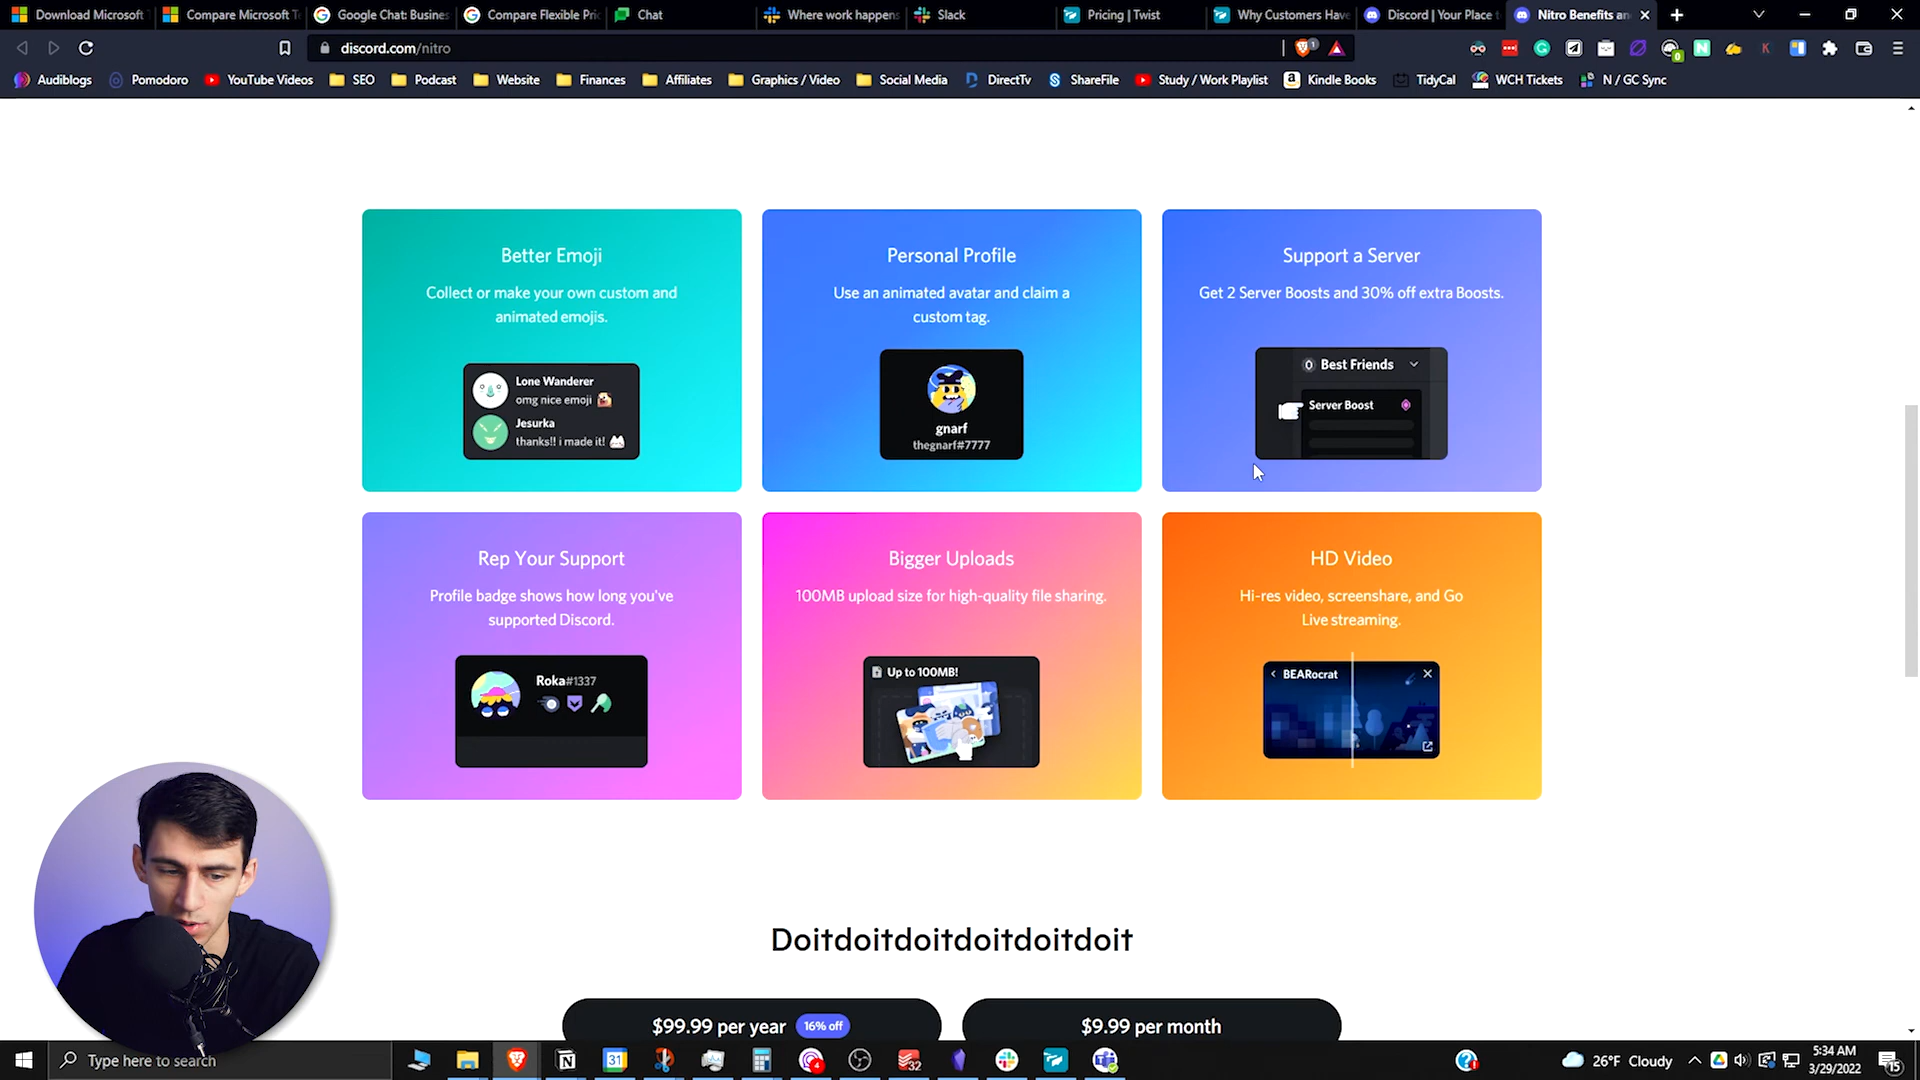 Download Microsoft
Compare Microsoft Te
Google Chat: Busines
Compare Flexible Pric
Chat
Where work happens
Slack
Pricing | Twist
Why Customers Have
Discord | Your Place t
Nitro Benefits an
discord.com/nitro
Audiblogs
Pomodoro
YouTube Videos
SEO
Podcast
Website
Finances
Affiliates
Graphics / Video
Social Media
DirectTv
ShareFile
Study / Work Playlist
Kindle Books
TidyCal
WCH Tickets
N / GC Sync
Better Emoji
Collect or make your own custom and
animated emojis.
Lone Wanderer
omg nice emoji
Jesurka
thanks!! i made it!
Personal Profile
Use an animated avatar and claim a
custom tag.
gnarf
thegnarf#7777
Support a Server
Get 2 Server Boosts and 30% off extra Boosts.
Best Friends
Server Boost
Rep Your Support
Profile badge shows how long you've
supported Discord.
Roka#1337
Bigger Uploads
100MB upload size for high-quality file sharing.
Up to 100MB!
HD Video
Hi-res video, screenshare, and Go
Live streaming.
BEARocrat
Doitdoitdoitdoitdoitdoit
$99.99 per year 16% off
$9.99 per month
Type here to search
31
4
32
26°F Cloudy
5:34 AM
3/29/2022
15